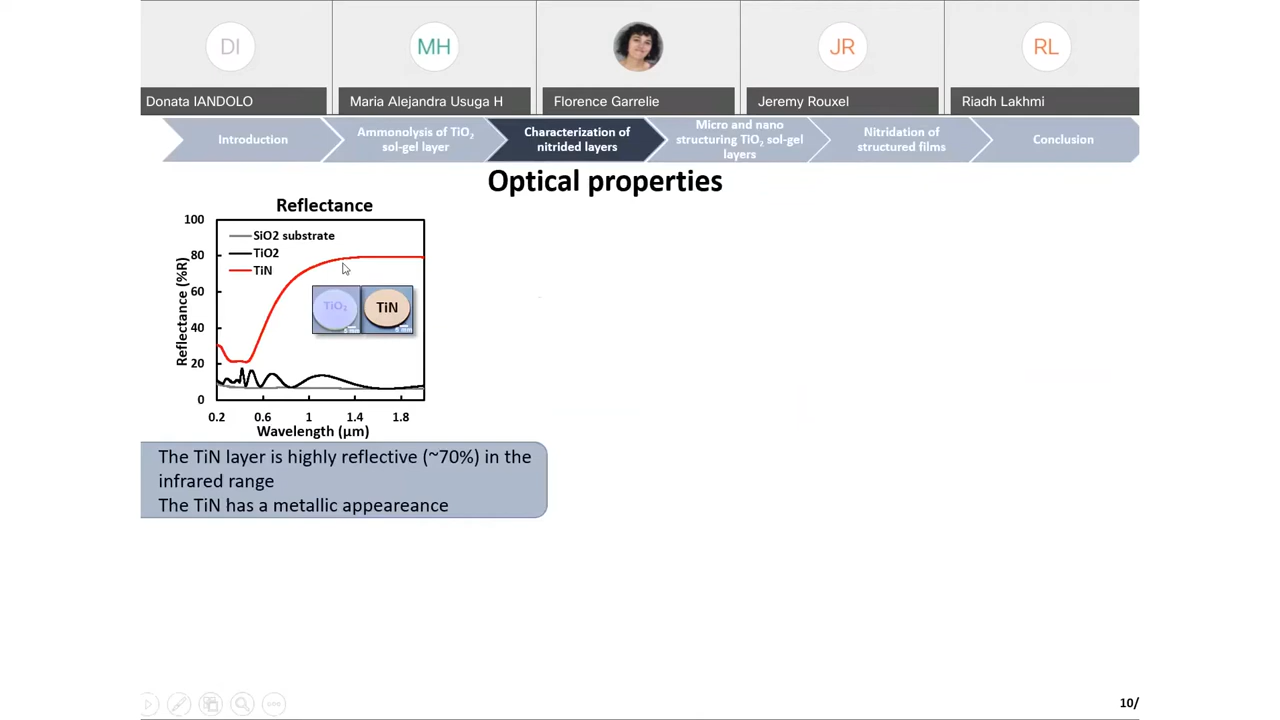 DI
MH
JR
RL
Donata IANDOLO
Maria Alejandra Usuga H
Florence Garrelie
Jeremy Rouxel
Riadh Lakhmi
Introduction
Ammonolysis of TiO₂
sol-gel layer
Characterization of
nitrided layers
Micro and nano
structuring TiO₂ sol-gel
layers
Nitridation of
structured films
Conclusion
Optical properties
Reflectance
100
80
60
40
20
0
Reflectance (%R)
SiO2 substrate
TiO2
TiN
TiO₂
TiN
0.2
0.6
1
1.4
1.8
Wavelength (µm)
The TiN layer is highly reflective (~70%) in the
infrared range
The TiN has a metallic appeareance
10/